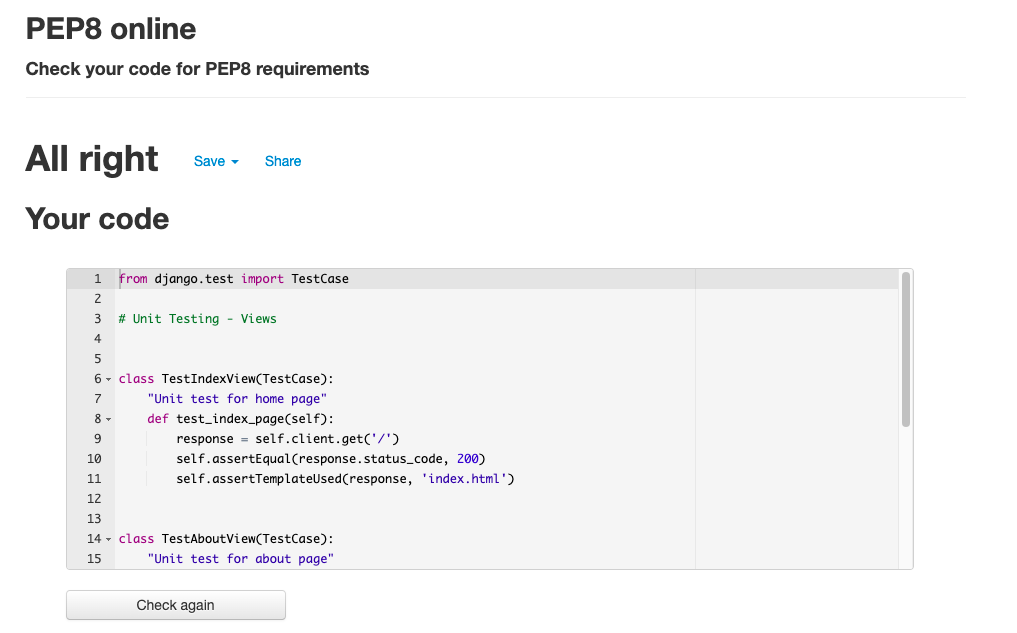 PEP8 online
Check your code for PEP8 requirements
All right
Save
Share
Your code
1 from django.test import TestCase
2
3 # Unit Testing - Views
4
5
6 class TestIndexView(TestCase):
7     "Unit test for home page"
8     def test_index_page(self):
9         response = self.client.get('/')
10         self.assertEqual(response.status_code, 200)
11         self.assertTemplateUsed(response, 'index.html')
12
13
14 class TestAboutView(TestCase):
15     "Unit test for about page"
Check again